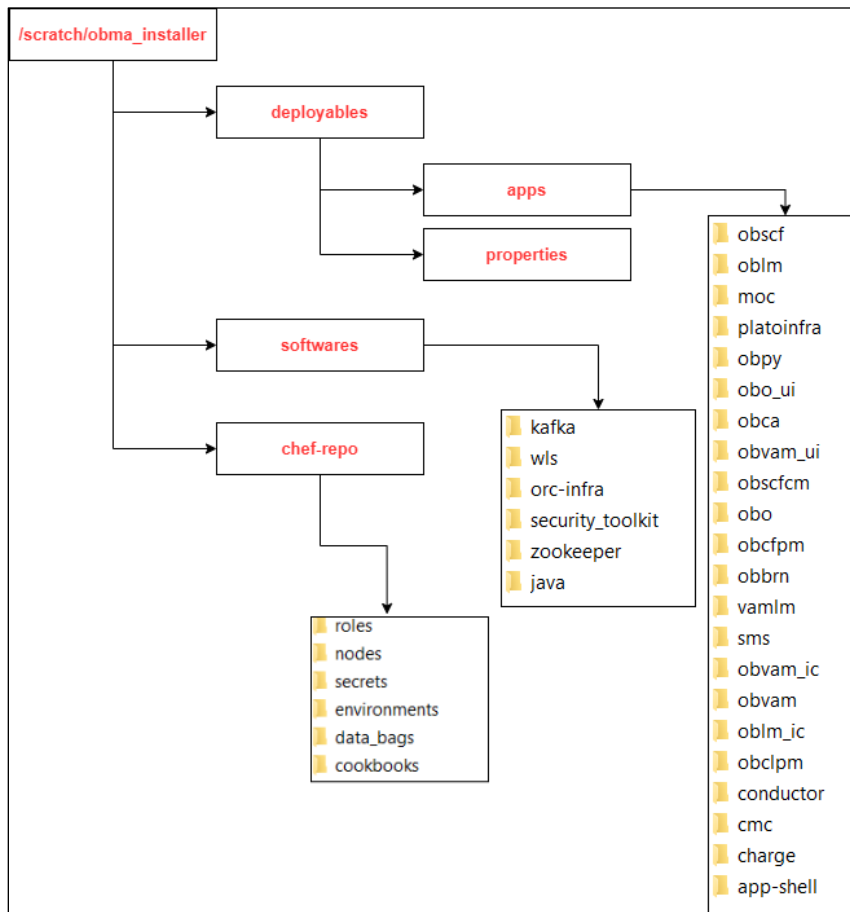 /scratch/obma_installer
deployables
apps
properties
obscf
oblm
moc
platoinfra
obpy
obo_ui
obca
obvam_ui
obscfcm
obo
obcfpm
obbrn
vamlm
sms
obvam_ic
obvam
oblm_ic
obclpm
conductor
cmc
charge
app-shell
softwares
kafka
wls
orc-infra
security_toolkit
zookeeper
java
chef-repo
roles
nodes
secrets
environments
data_bags
cookbooks